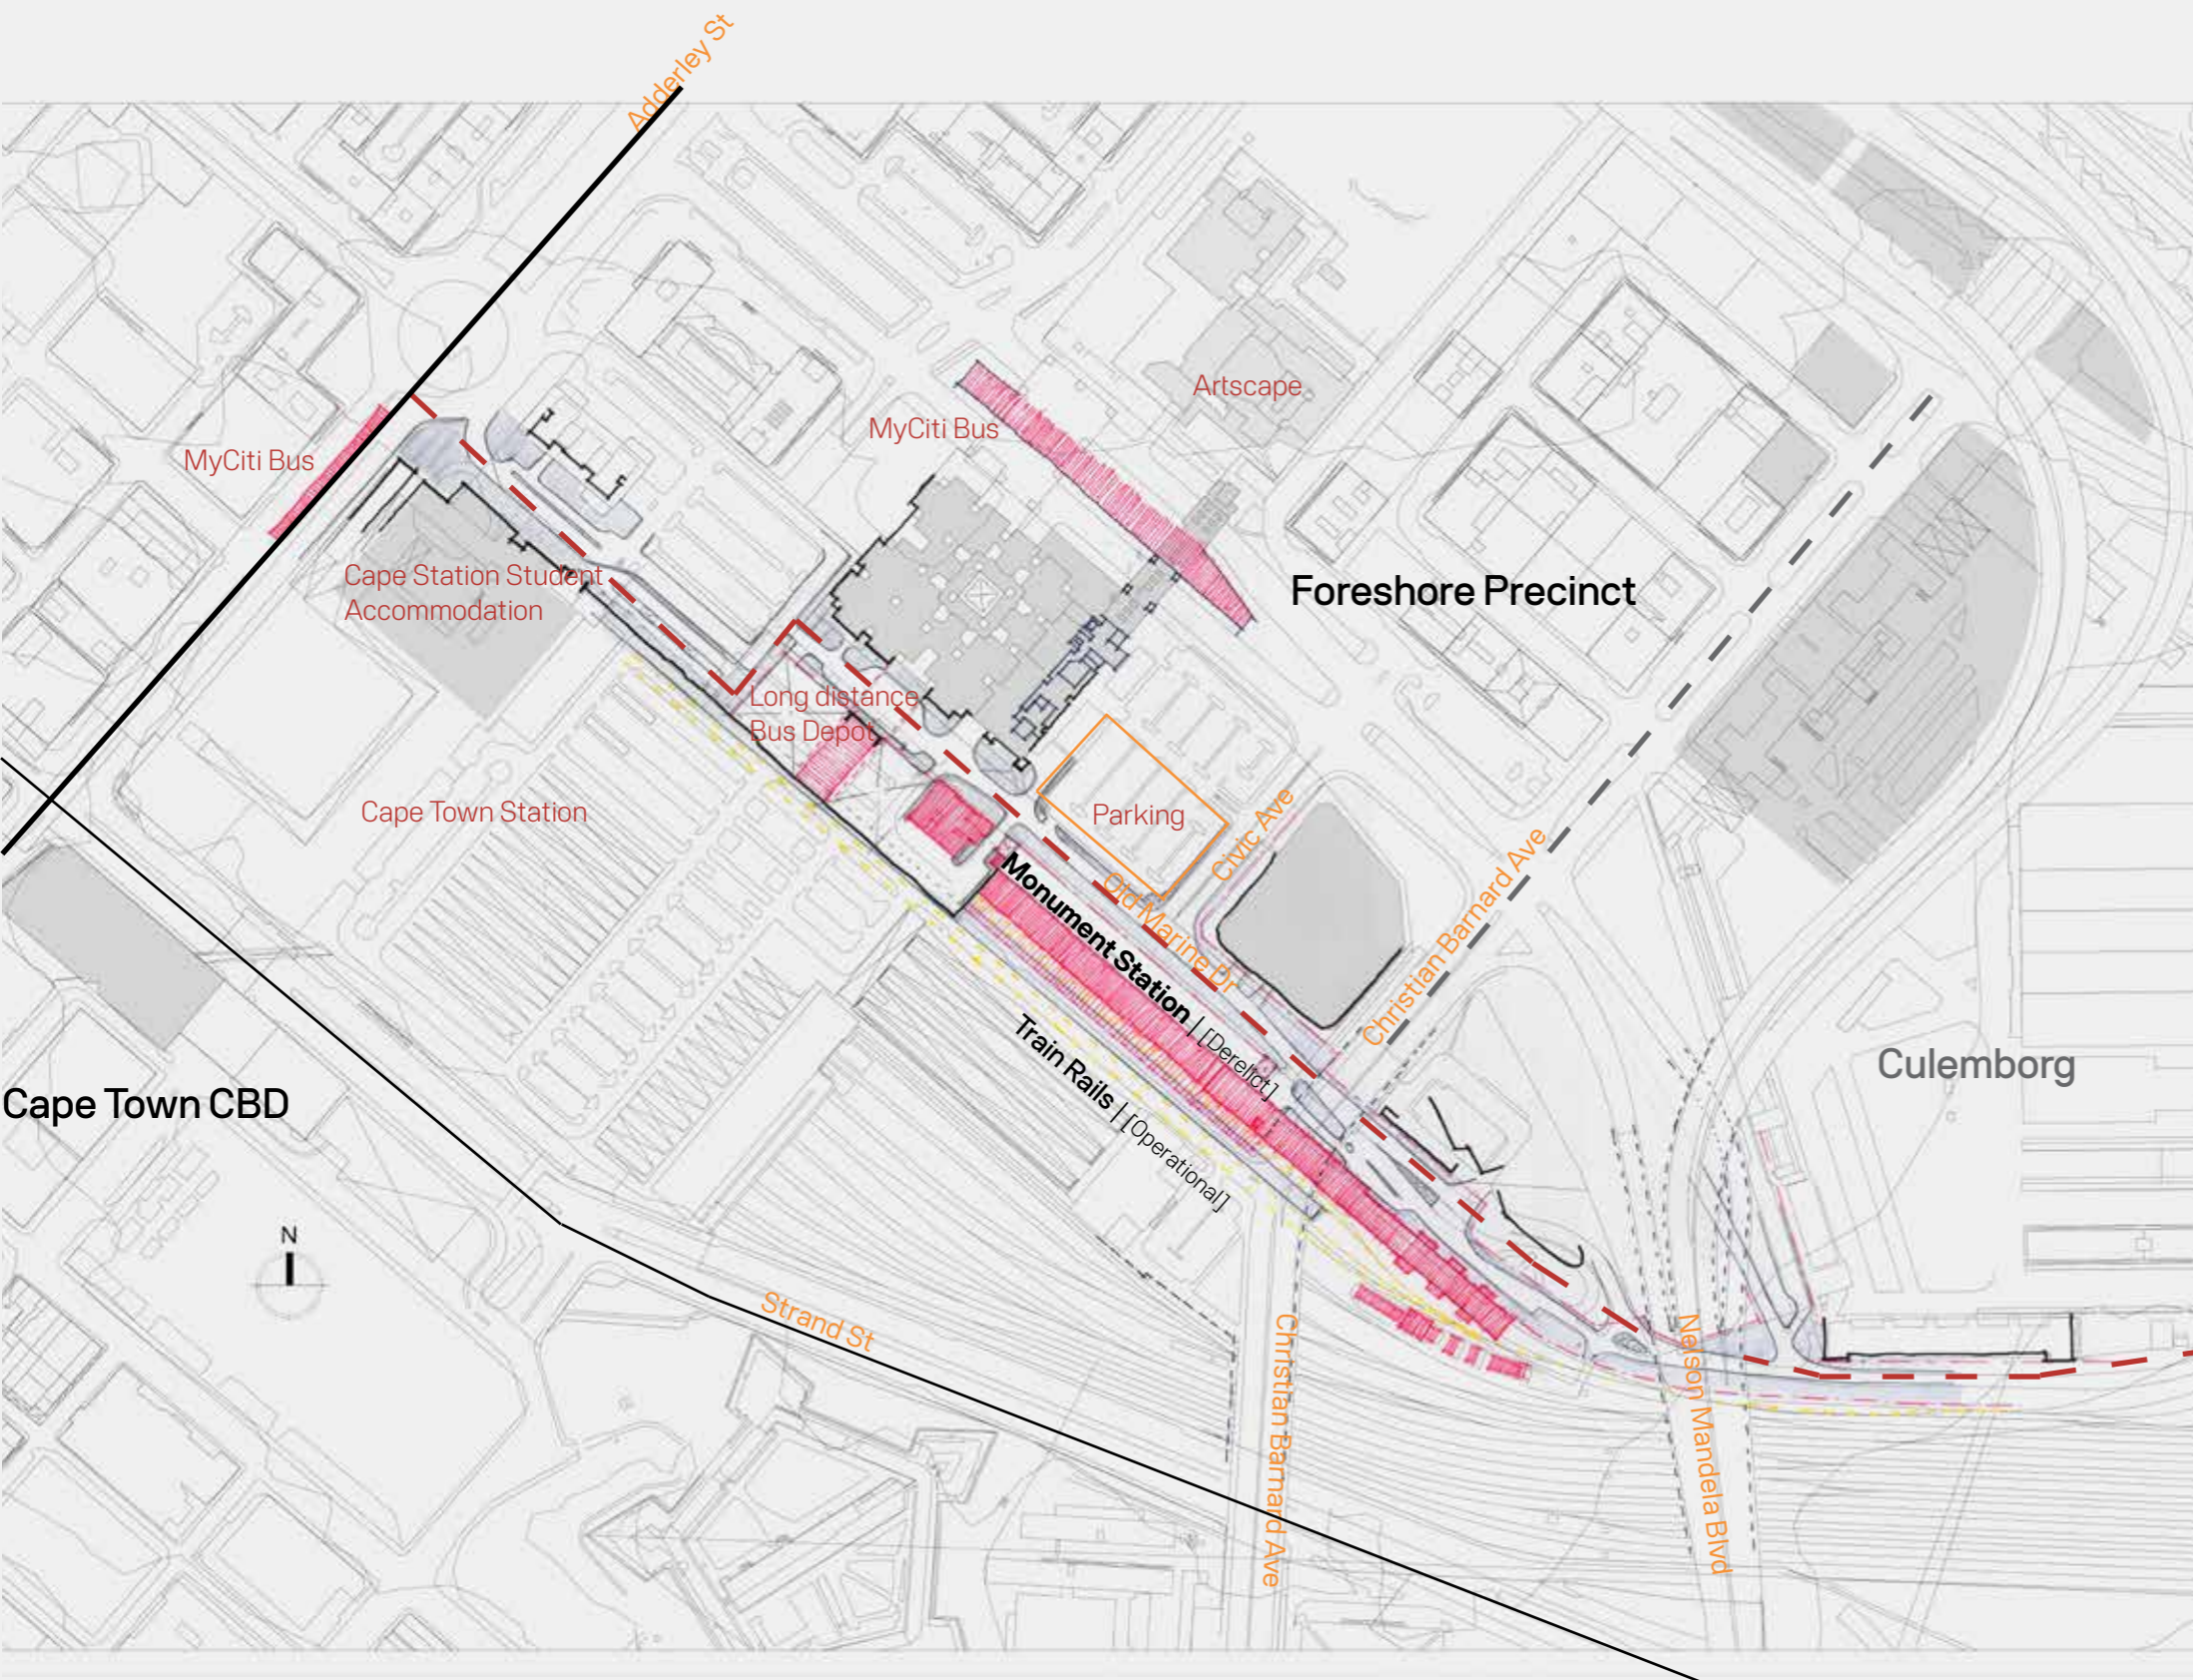 Adderley St
Artscape
MyCiti Bus
MyCiti Bus
Cape Station Student
Accommodation
Foreshore Precinct
Long distance
Bus Depot
Cape Town Station
Parking
Civic Ave
Old Marine Dr
Christian Barnard Ave
Monument Station | [Derelict]
Train Rails | [Operational]
Culemborg
Cape Town CBD
N
Strand St
Christian Barnard Ave
Nelson Mandela Blvd